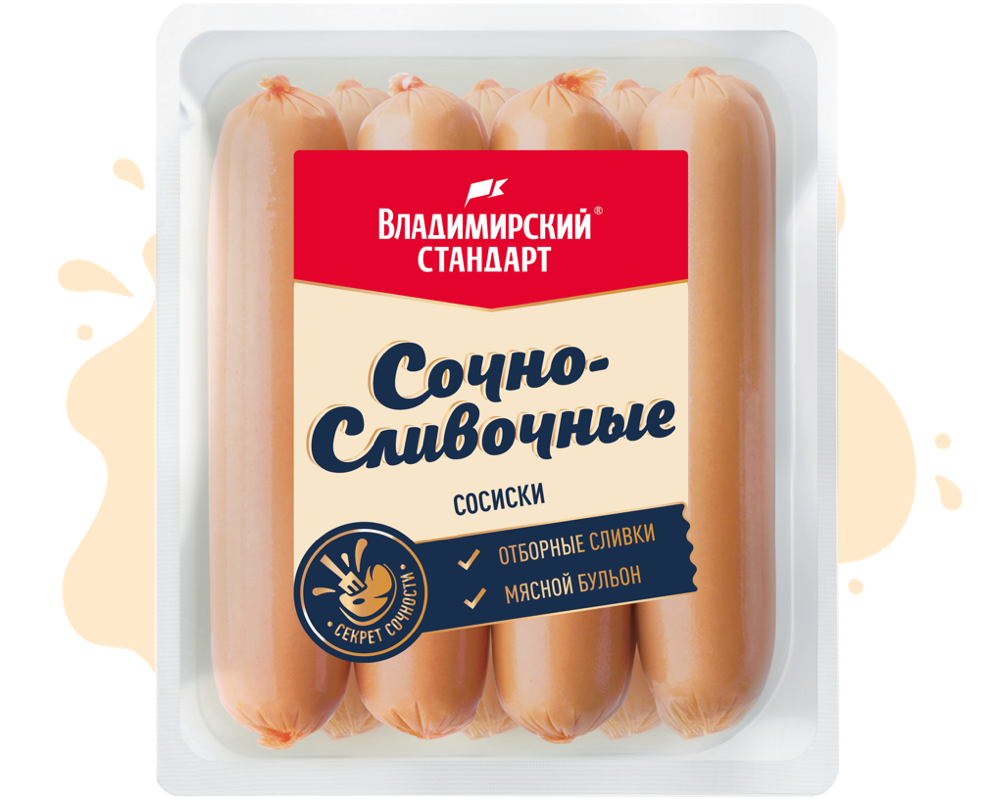 Владимирский®
стандарт
Сочно-
Сливочные
сосиски
отборные сливки
мясной бульон
• секрет сочности •